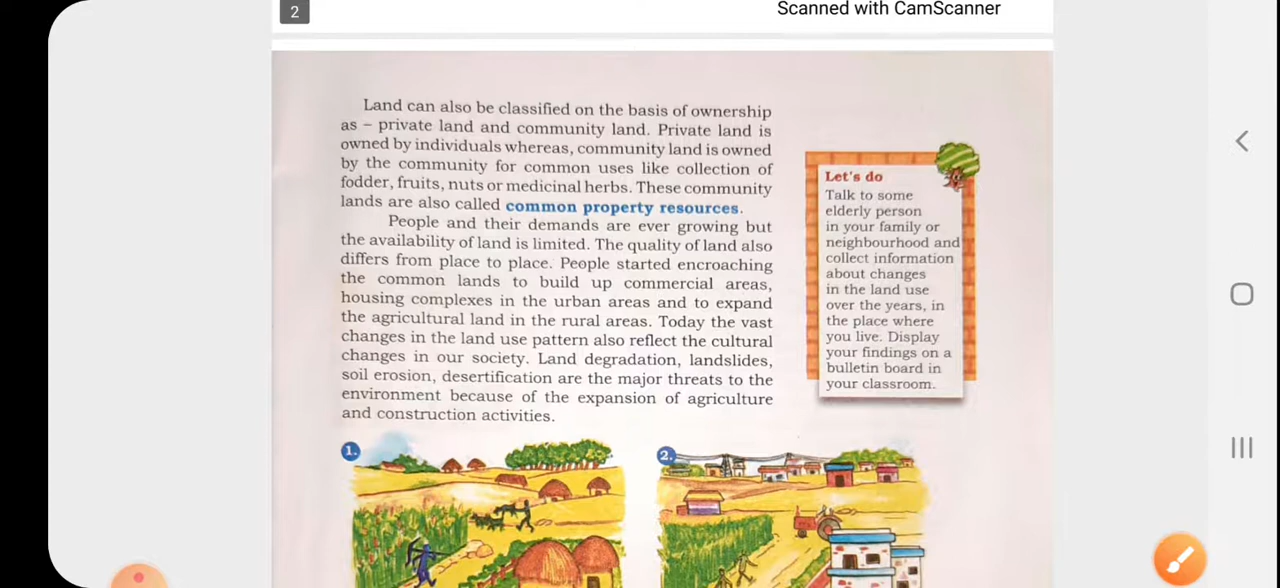 2
Scanned with CamScanner
Land can also be classified on the basis of ownership
as – private land and community land. Private land is
owned by individuals whereas, community land is owned
by the community for common uses like collection of
fodder, fruits, nuts or medicinal herbs. These community
lands are also called common property resources.
People and their demands are ever growing but
the availability of land is limited. The quality of land also
differs from place to place. People started encroaching
the common lands to build up commercial areas,
housing complexes in the urban areas and to expand
the agricultural land in the rural areas. Today the vast
changes in the land use pattern also reflect the cultural
changes in our society. Land degradation, landslides,
soil erosion, desertification are the major threats to the
environment because of the expansion of agriculture
and construction activities.
Let's do
Talk to some
elderly person
in your family or
neighbourhood and
collect information
about changes
in the land use
over the years, in
the place where
you live. Display
your findings on a
bulletin board in
your classroom.
1.
2.